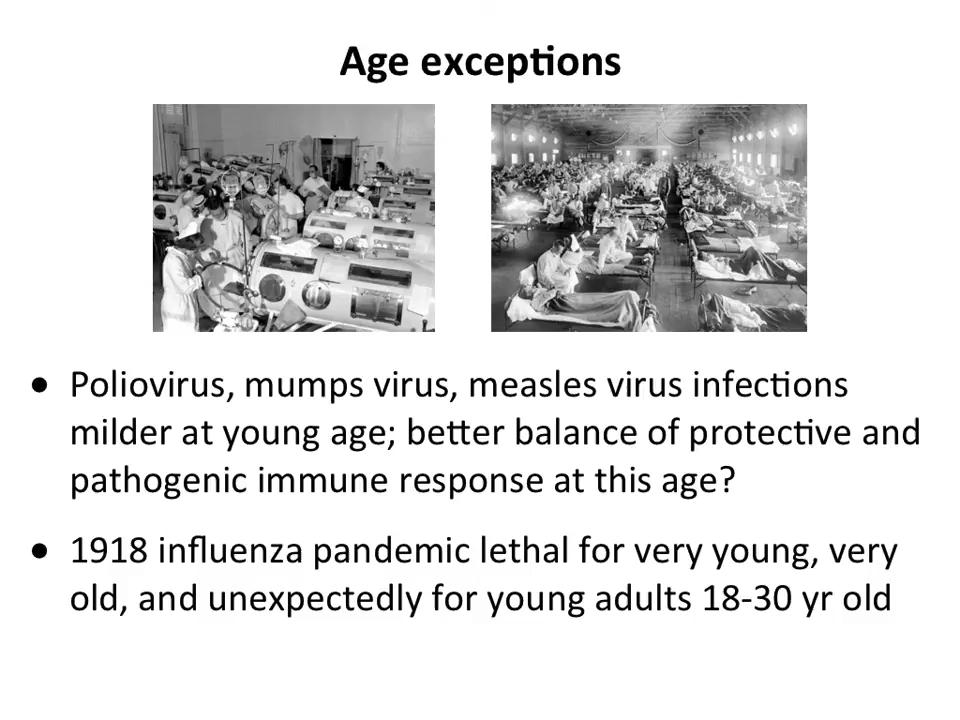 Age exceptions
• Poliovirus, mumps virus, measles virus infections
milder at young age; better balance of protective and
pathogenic immune response at this age?
• 1918 influenza pandemic lethal for very young, very
old, and unexpectedly for young adults 18-30 yr old